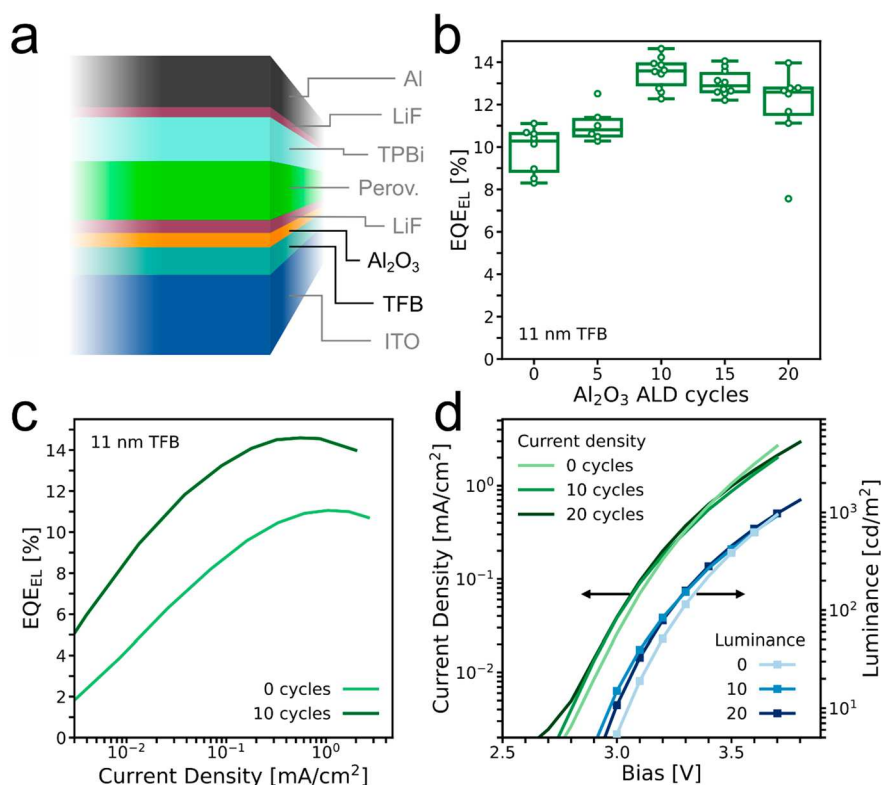 a
Al
LiF
TPBi
Perov.
LiF
Al₂O₃
TFB
ITO
b
EQE_EL [%]
14
12
10
8
6
4
2
0
11 nm TFB
0 5 10 15 20
Al₂O₃ ALD cycles
c
EQE_EL [%]
14
12
10
8
6
4
2
0
11 nm TFB
0 cycles
10 cycles
10⁻² 10⁻¹ 10⁰
Current Density [mA/cm²]
d
Current Density [mA/cm²]
10⁰
10⁻¹
10⁻²
Current density
0 cycles
10 cycles
20 cycles
Luminance
0
10
20
2.5 3.0 3.5
Bias [V]
10³
10²
10¹
Luminance [cd/m²]